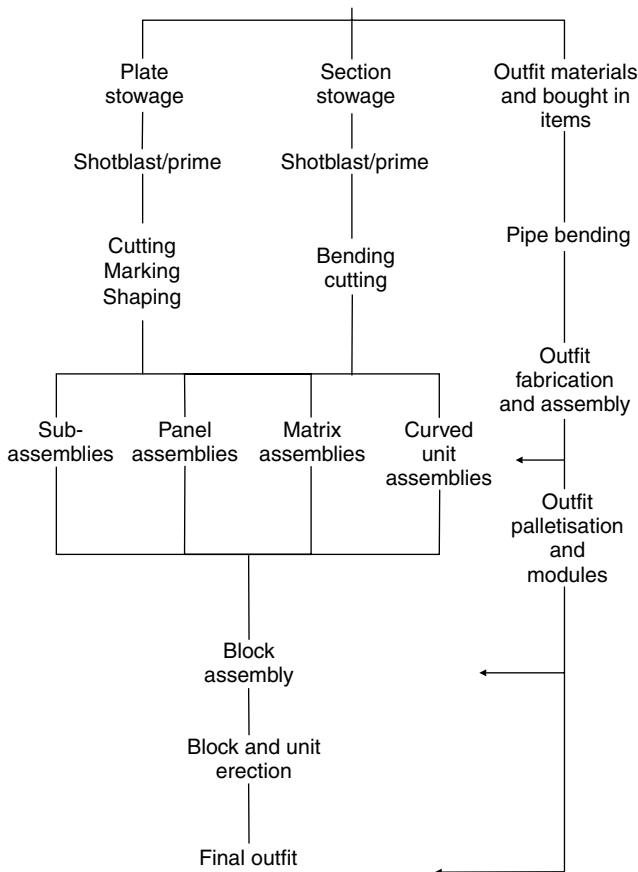 Plate
stowage
Section
stowage
Outfit materials
and bought in
items
Shotblast/prime
Shotblast/prime
Cutting
Marking
Shaping
Bending
cutting
Pipe bending
Outfit
fabrication
and assembly
Sub-
assemblies
Panel
assemblies
Matrix
assemblies
Curved
unit
assemblies
Outfit
palletisation
and
modules
Block
assembly
Block and unit
erection
Final outfit